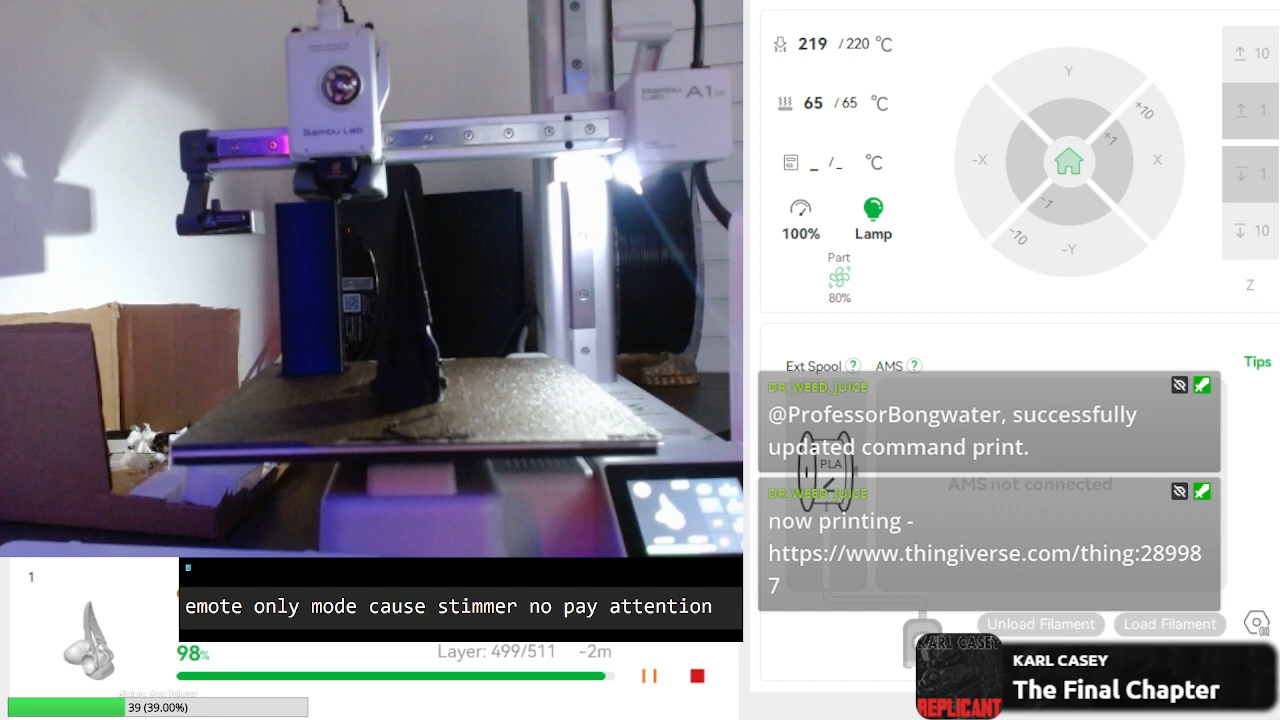 Bambu Lab
Bambu
Lab
A1
219 / 220 °C
65 / 65 °C
_ / _ °C
100%
Lamp
Part
80%
Y
+10
+1
-X
X
-1
-10
-Y
10
1
1
10
Z
Ext Spool ?
AMS ?
Tips
DR_WEED_JUICE
@ProfessorBongwater, successfully
updated command print.
PLA
AMS not connected
DR_WEED_JUICE
now printing -
https://www.thingiverse.com/thing:28998
7
Unload Filament
Load Filament
1
emote only mode cause stimmer no pay attention
98%
Layer: 499/511
-2m
39 (39.00%)
KARL CASEY
REPLICANT
KARL CASEY
The Final Chapter